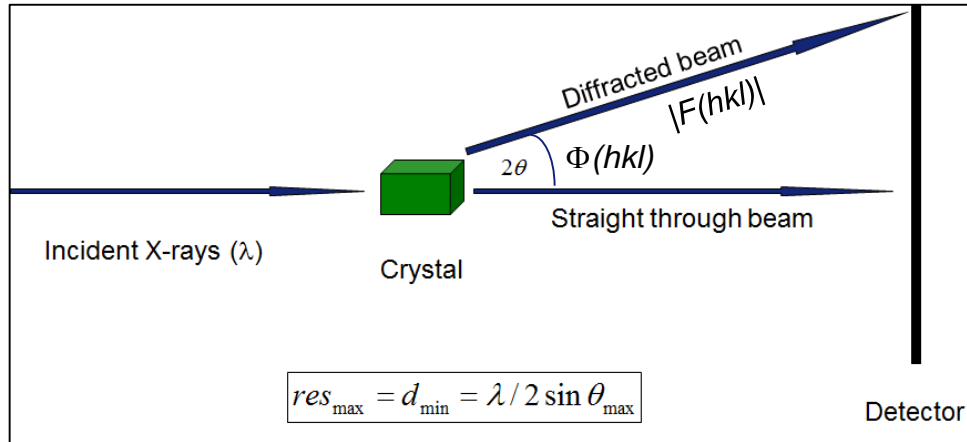 Diffracted beam
|F(hkl)|
2θ
Φ(hkl)
Straight through beam
Incident X-rays (λ)
Crystal
res_max = d_min = λ / 2 sin θ_max
Detector